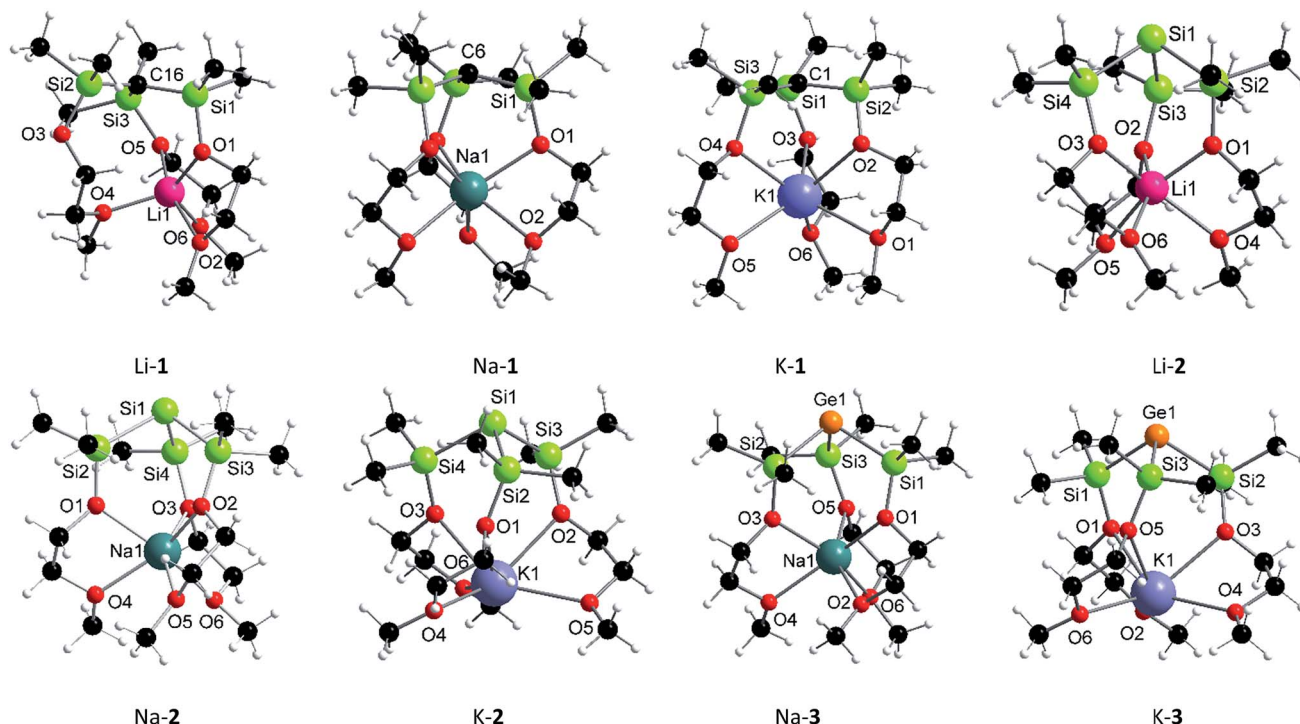 Si2
C16
Si3
Si1
O3
O5
O1
O4
Li1
O6
O2
Li-1
C6
Si1
O1
Na1
O2
Na-1
Si3
C1
Si1
Si2
O3
O4
O2
K1
O5
O6
O1
K-1
Si1
Si4
Si3
Si2
O2
O3
O1
Li1
O5
O6
O4
Li-2
Si1
Si2
Si4
Si3
O1
O3
O2
Na1
O4
O5
O6
Na-2
Si1
Si3
Si4
Si2
O3
O1
O2
O6
K1
O4
O5
K-2
Ge1
Si2
Si3
Si1
O3
O5
O1
Na1
O4
O2
O6
Na-3
Ge1
Si3
Si1
Si2
O1
O5
O3
K1
O6
O2
O4
K-3